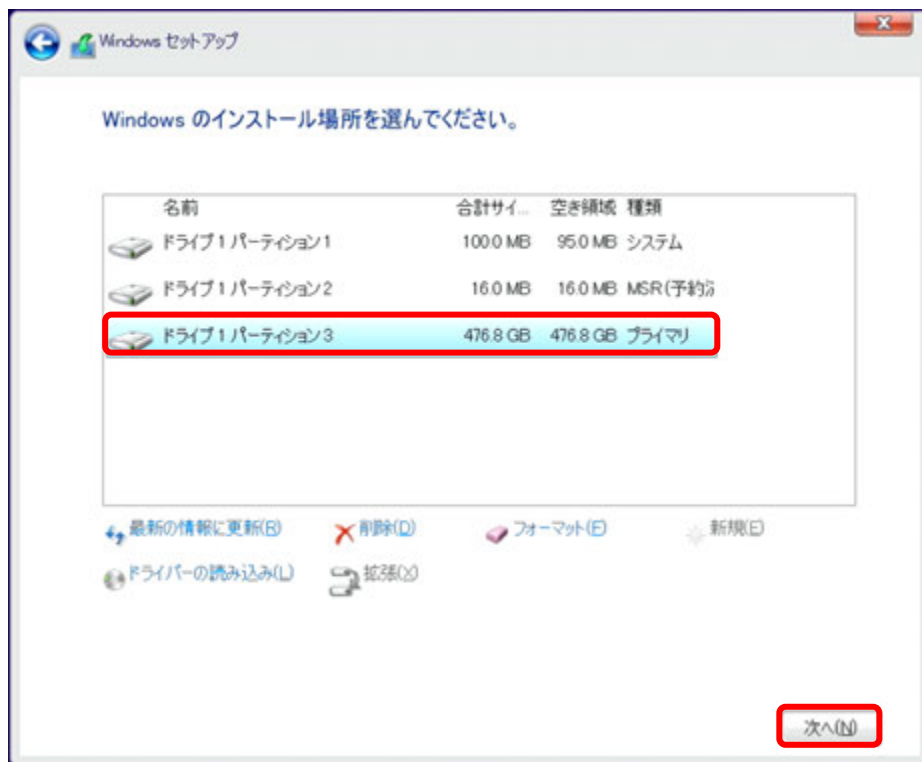 Windows セットアップ
Windows のインストール場所を選んでください。
名前 合計サイ... 空き領域 種類
ドライブ 1 パーティション 1 100.0 MB 95.0 MB システム
ドライブ 1 パーティション 2 16.0 MB 16.0 MB MSR (予約済
ドライブ 1 パーティション 3 476.8 GB 476.8 GB プライマリ
最新の情報に更新(R) 削除(D) フォーマット(F) 新規(E)
ドライバーの読み込み(L) 拡張(X)
次へ(N)